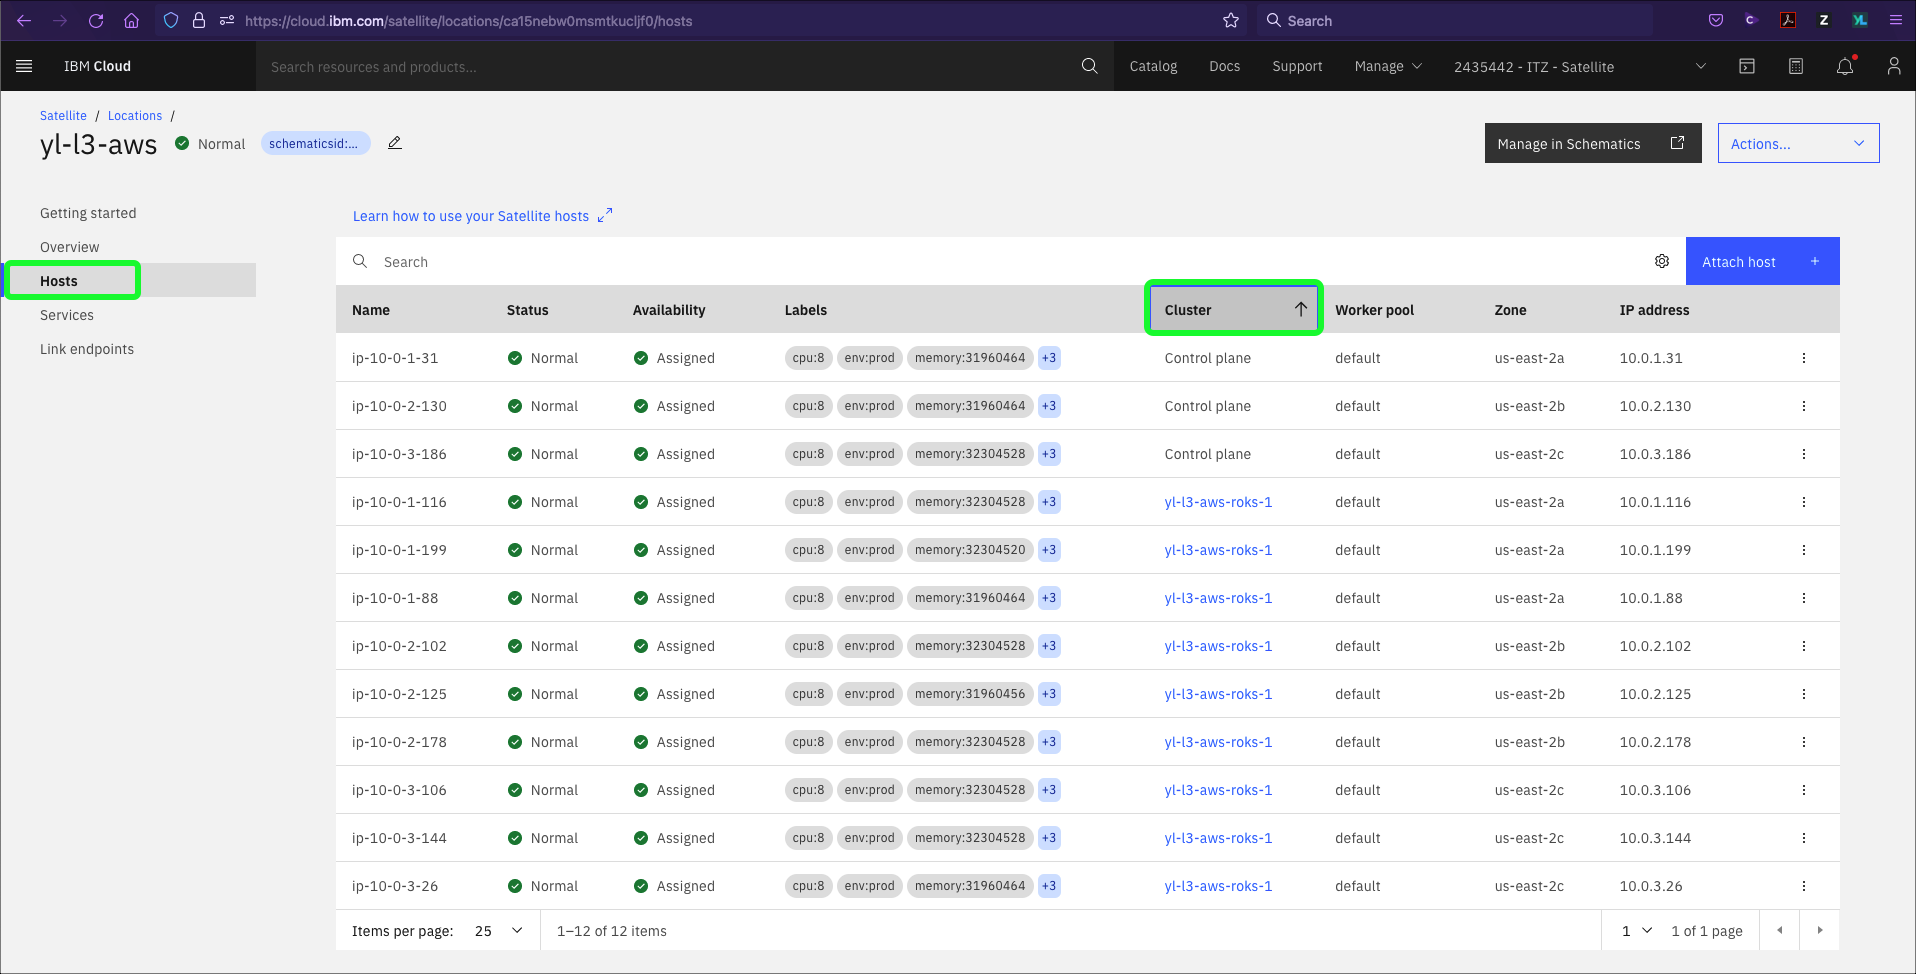 https://cloud.ibm.com/satellite/locations/ca15nebw0msmtkucljf0/hosts Search
IBM Cloud Search resources and products... Catalog Docs Support Manage 2435442 - ITZ - Satellite
Satellite / Locations /
yl-l3-aws Normal schematicsid:... Manage in Schematics Actions...
Getting started
Overview
Hosts
Services
Link endpoints
Learn how to use your Satellite hosts
Search Attach host +
Name Status Availability Labels Cluster Worker pool Zone IP address
ip-10-0-1-31 Normal Assigned cpu:8 env:prod memory:31960464 +3 Control plane default us-east-2a 10.0.1.31
ip-10-0-2-130 Normal Assigned cpu:8 env:prod memory:31960464 +3 Control plane default us-east-2b 10.0.2.130
ip-10-0-3-186 Normal Assigned cpu:8 env:prod memory:32304528 +3 Control plane default us-east-2c 10.0.3.186
ip-10-0-1-116 Normal Assigned cpu:8 env:prod memory:32304528 +3 yl-l3-aws-roks-1 default us-east-2a 10.0.1.116
ip-10-0-1-199 Normal Assigned cpu:8 env:prod memory:32304520 +3 yl-l3-aws-roks-1 default us-east-2a 10.0.1.199
ip-10-0-1-88 Normal Assigned cpu:8 env:prod memory:31960464 +3 yl-l3-aws-roks-1 default us-east-2a 10.0.1.88
ip-10-0-2-102 Normal Assigned cpu:8 env:prod memory:32304528 +3 yl-l3-aws-roks-1 default us-east-2b 10.0.2.102
ip-10-0-2-125 Normal Assigned cpu:8 env:prod memory:31960456 +3 yl-l3-aws-roks-1 default us-east-2b 10.0.2.125
ip-10-0-2-178 Normal Assigned cpu:8 env:prod memory:32304528 +3 yl-l3-aws-roks-1 default us-east-2b 10.0.2.178
ip-10-0-3-106 Normal Assigned cpu:8 env:prod memory:32304528 +3 yl-l3-aws-roks-1 default us-east-2c 10.0.3.106
ip-10-0-3-144 Normal Assigned cpu:8 env:prod memory:32304528 +3 yl-l3-aws-roks-1 default us-east-2c 10.0.3.144
ip-10-0-3-26 Normal Assigned cpu:8 env:prod memory:31960464 +3 yl-l3-aws-roks-1 default us-east-2c 10.0.3.26
Items per page: 25 1–12 of 12 items 1 1 of 1 page